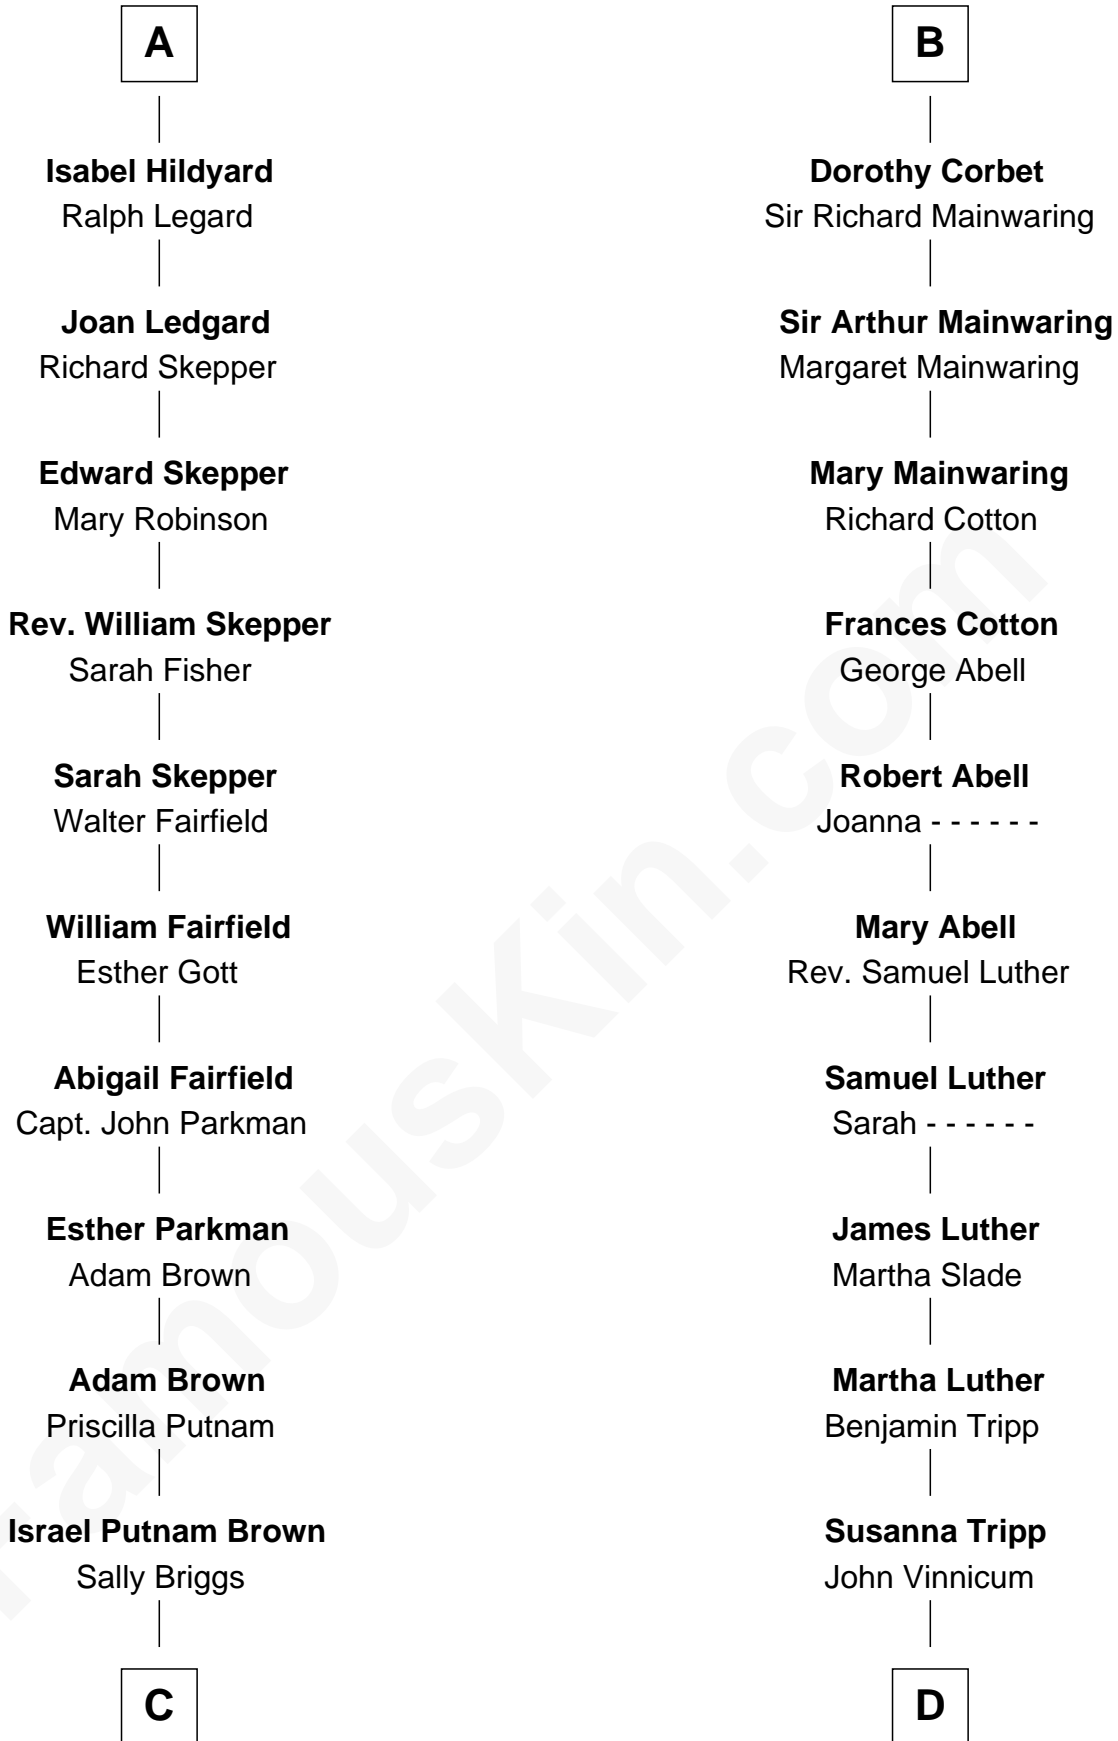 A
Isabel Hildyard
Ralph Legard
Joan Ledgard
Richard Skepper
Edward Skepper
Mary Robinson
Rev. William Skepper
Sarah Fisher
Sarah Skepper
Walter Fairfield
William Fairfield
Esther Gott
Abigail Fairfield
Capt. John Parkman
Esther Parkman
Adam Brown
Adam Brown
Priscilla Putnam
Israel Putnam Brown
Sally Briggs
C
B
Dorothy Corbet
Sir Richard Mainwaring
Sir Arthur Mainwaring
Margaret Mainwaring
Mary Mainwaring
Richard Cotton
Frances Cotton
George Abell
Robert Abell
Joanna - - - - - -
Mary Abell
Rev. Samuel Luther
Samuel Luther
Sarah - - - - - -
James Luther
Martha Slade
Martha Luther
Benjamin Tripp
Susanna Tripp
John Vinnicum
D
FamousKin.com